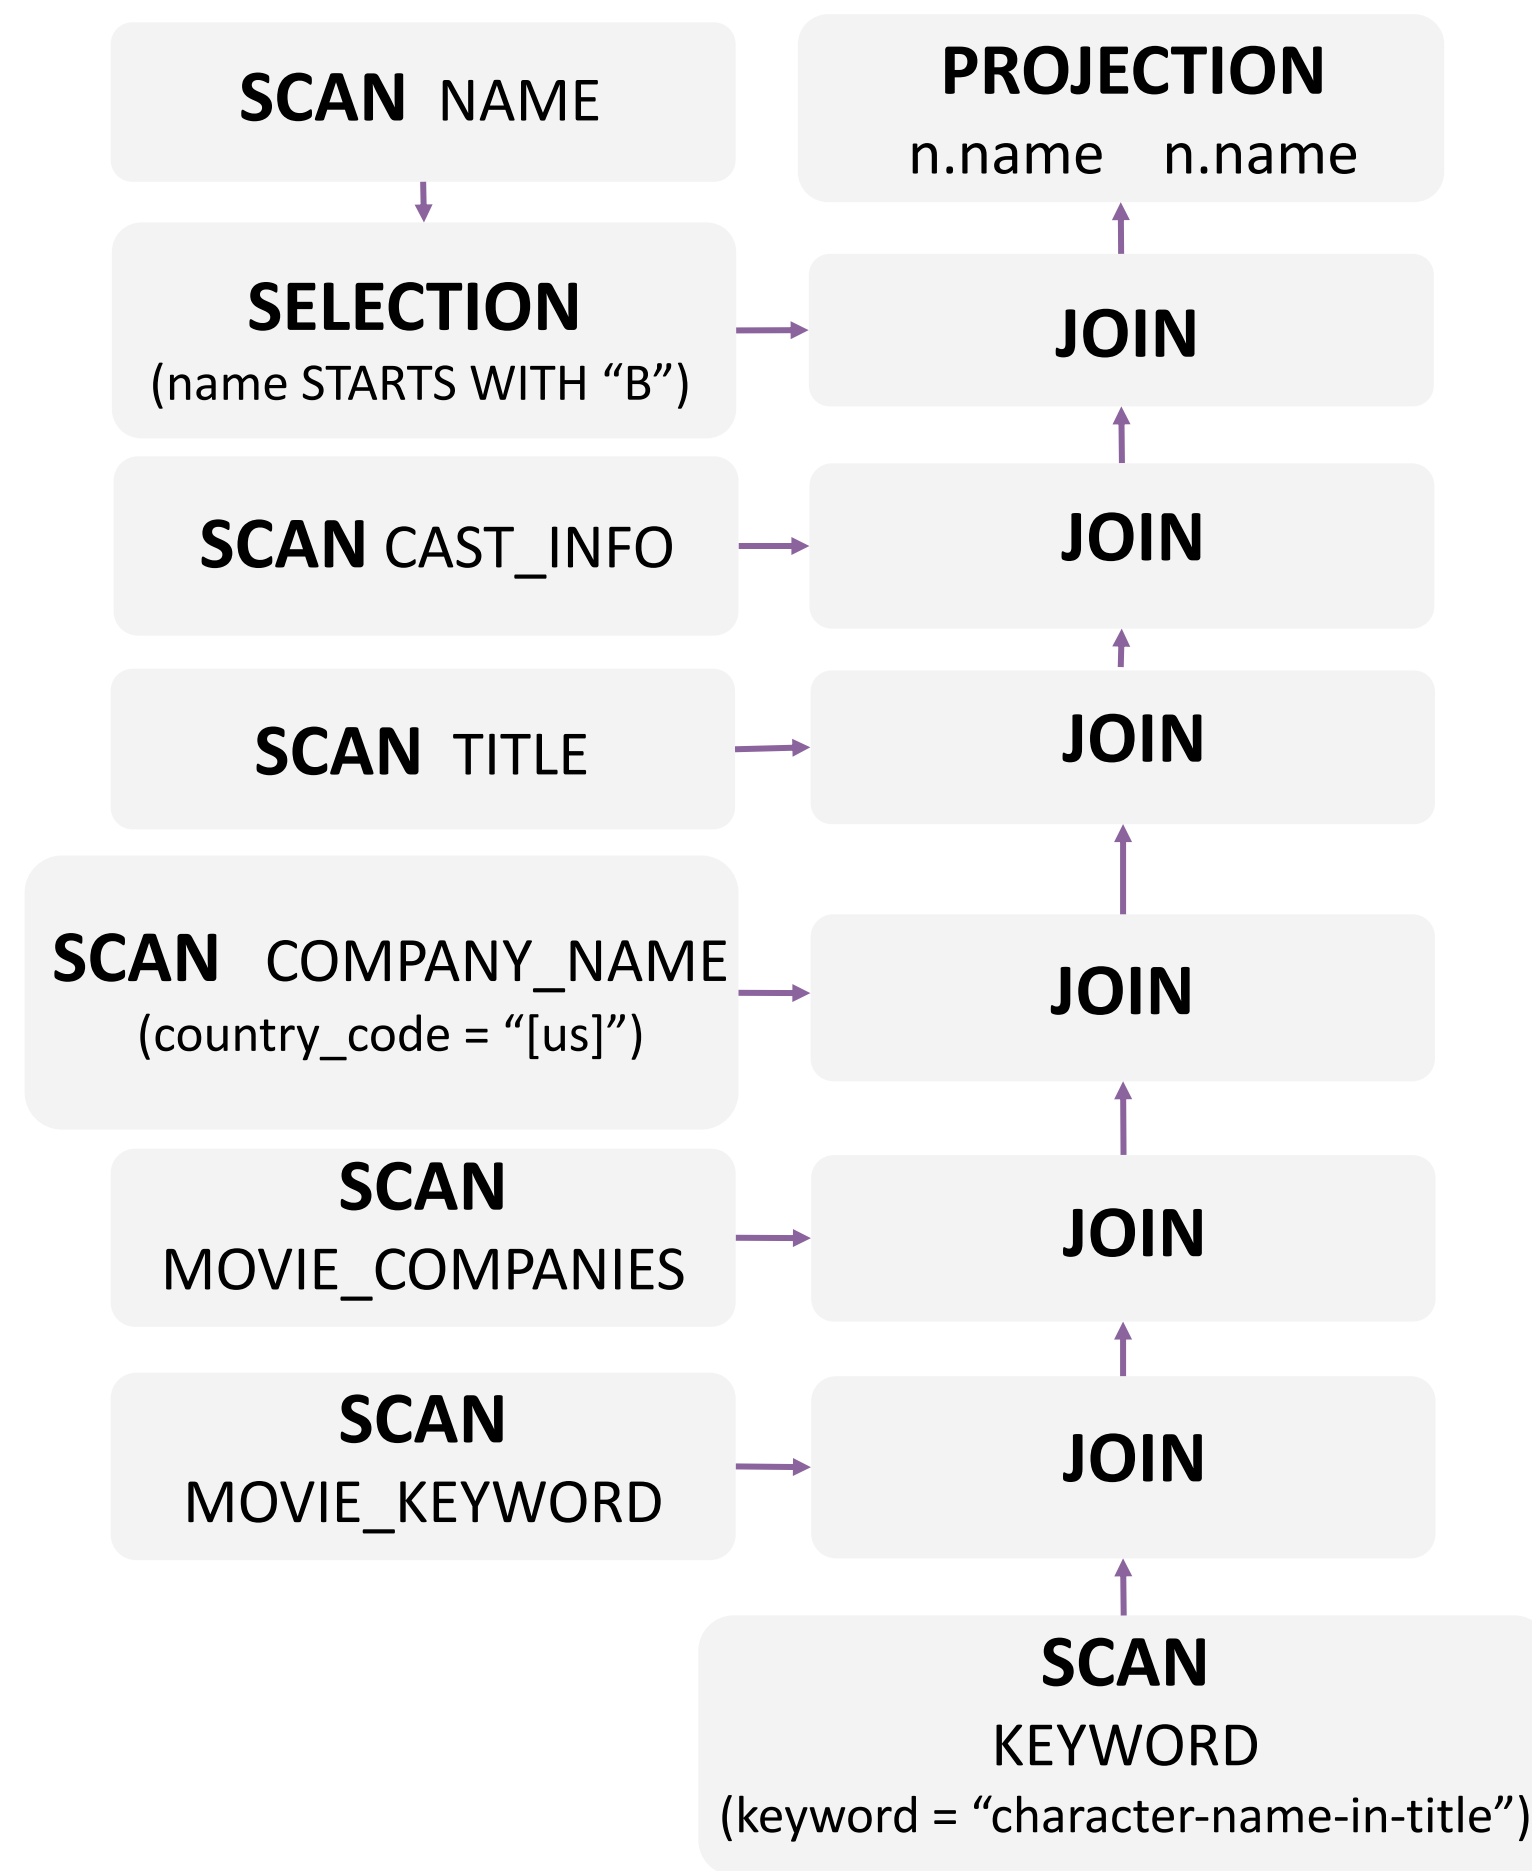 SCAN NAME
PROJECTION
n.name n.name
SELECTION
(name STARTS WITH “B”)
JOIN
SCAN CAST_INFO
JOIN
SCAN TITLE
JOIN
SCAN COMPANY_NAME
(country_code = “[us]”)
JOIN
SCAN
MOVIE_COMPANIES
JOIN
SCAN
MOVIE_KEYWORD
JOIN
SCAN
KEYWORD
(keyword = “character-name-in-title”)